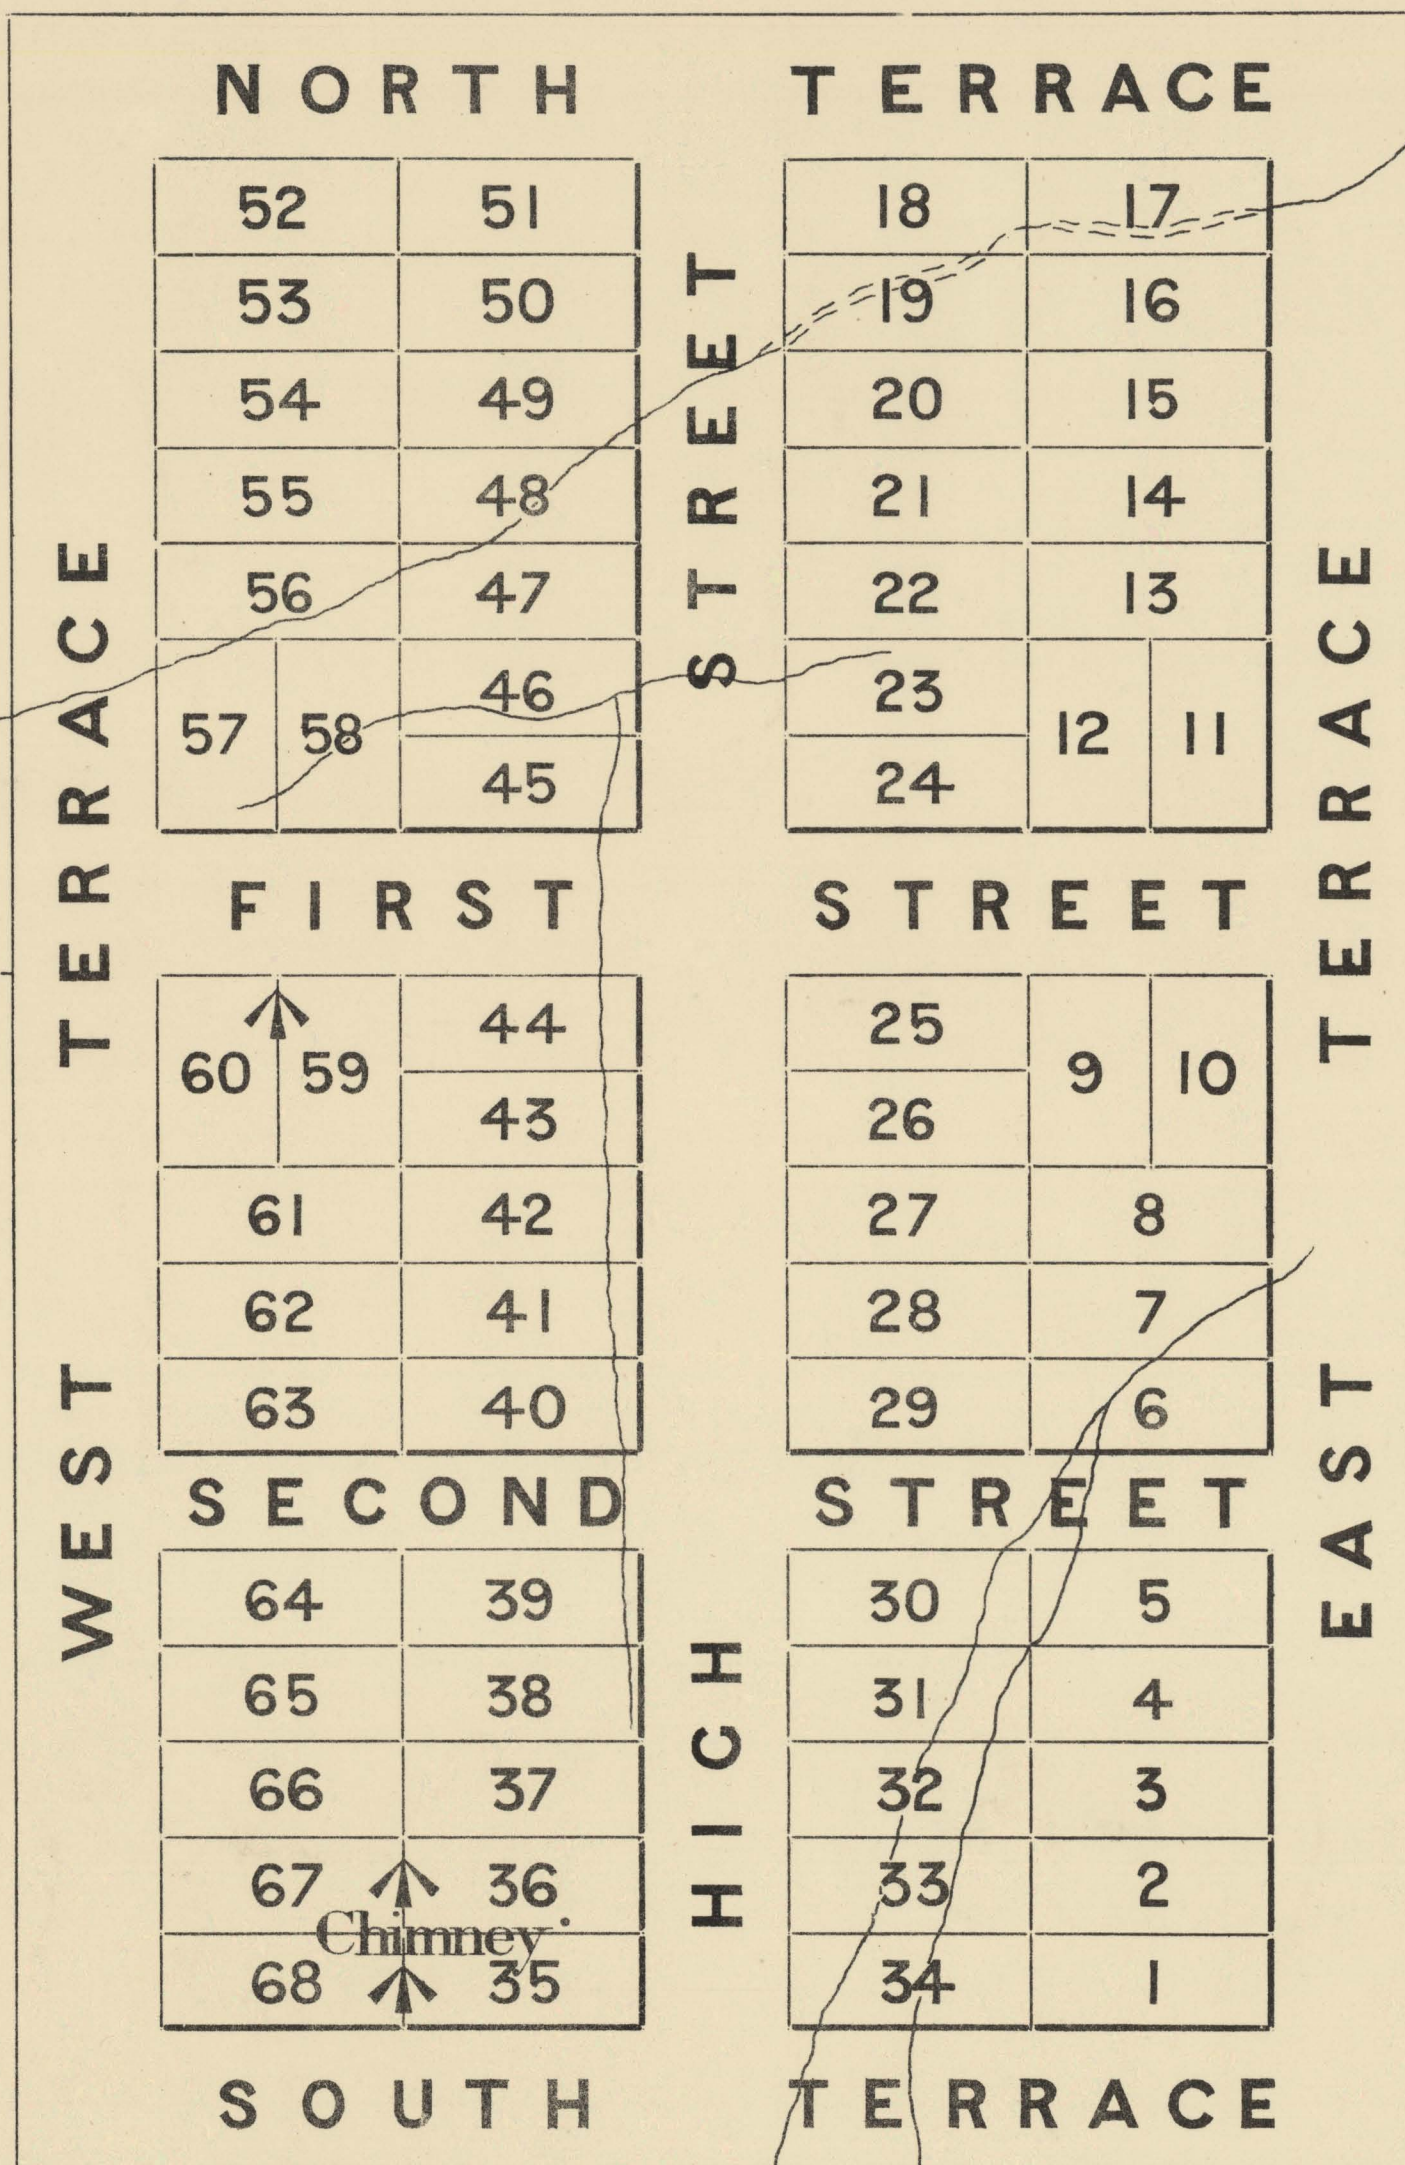 NORTH TERRACE
52 51 18 17
53 50 19 16
54 49 20 15
55 48 21 14
56 47 22 13
46 23
57 58 12 11
45 24
FIRST STREET
44 25
60 59 9 10
43 26
61 42 27 8
62 41 28 7
63 40 29 6
SECOND STREET
64 39 30 5
65 38 31 4
66 37 32 3
67 36 33 2
Chimney
68 35 34 1
SOUTH TERRACE
WEST TERRACE
HIGH STREET
EAST TERRACE